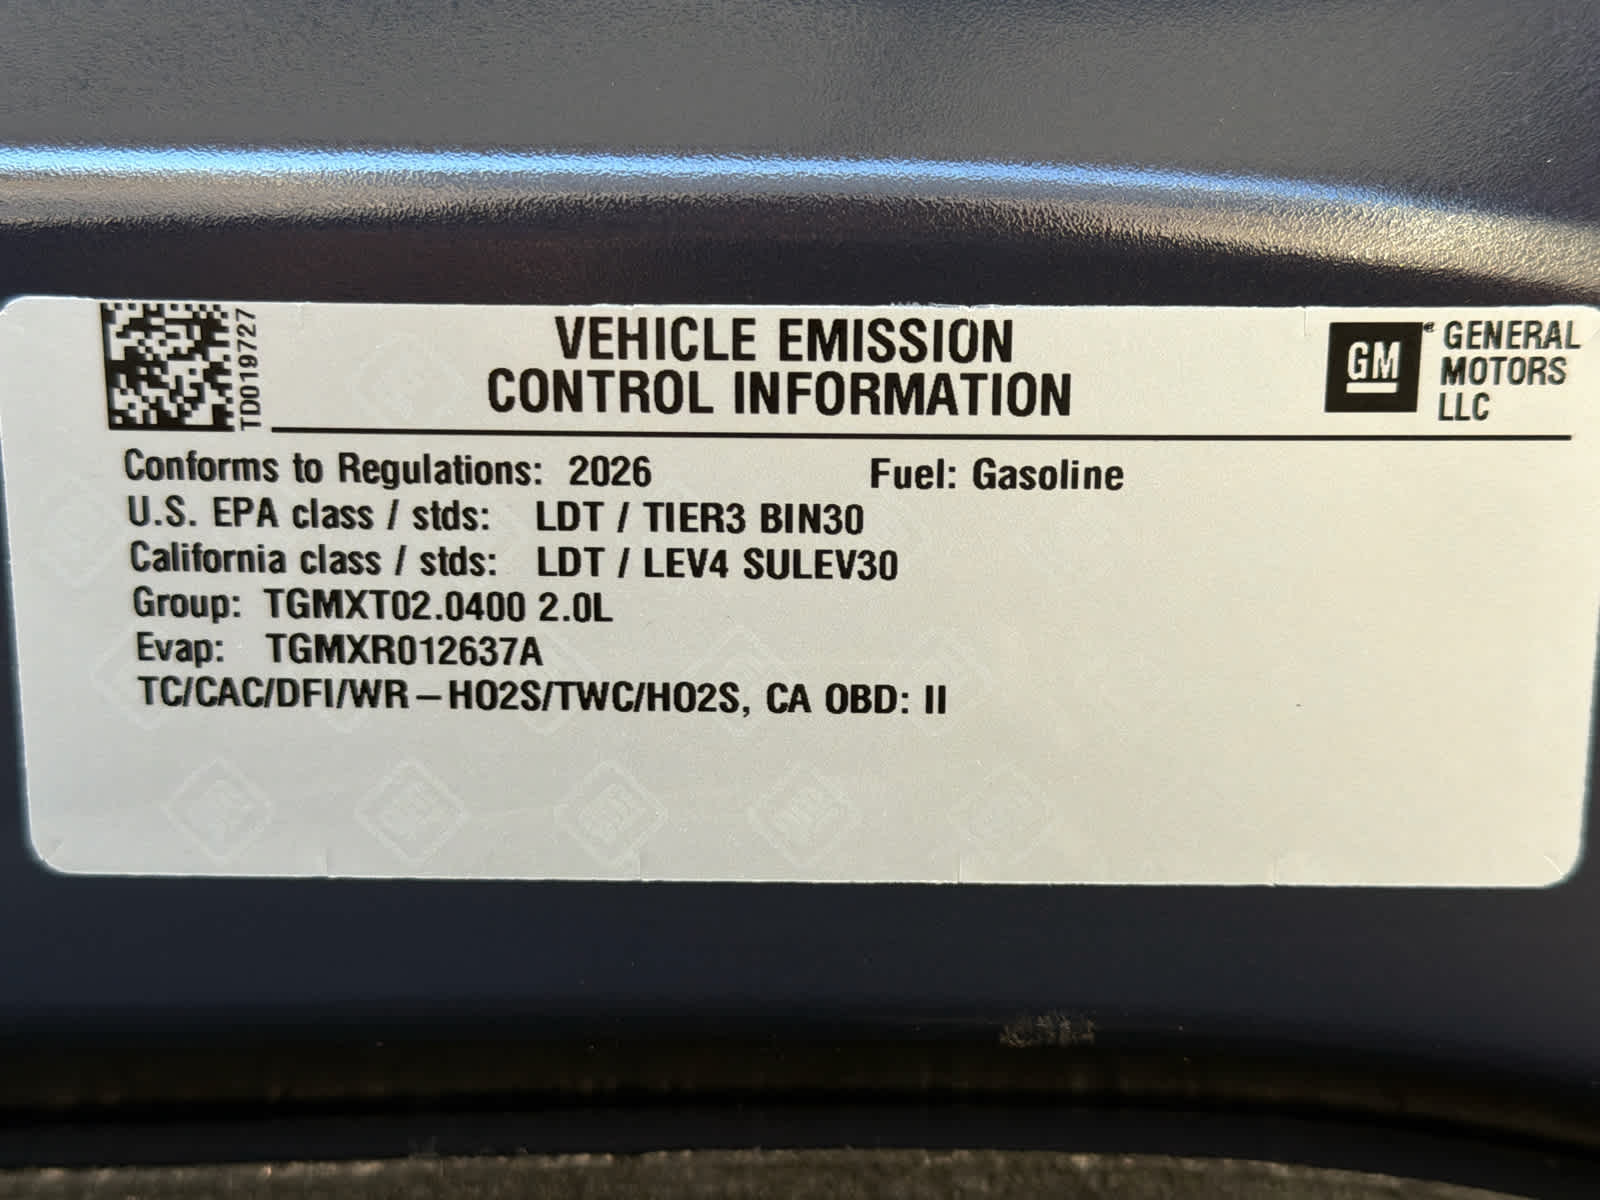 TD019727
VEHICLE EMISSION
CONTROL INFORMATION
GM
GENERAL
MOTORS
LLC
Conforms to Regulations: 2026 Fuel: Gasoline
U.S. EPA class / stds: LDT / TIER3 BIN30
California class / stds: LDT / LEV4 SULEV30
Group: TGMXT02.0400 2.0L
Evap: TGMXR012637A
TC/CAC/DFI/WR–HO2S/TWC/HO2S, CA OBD: II